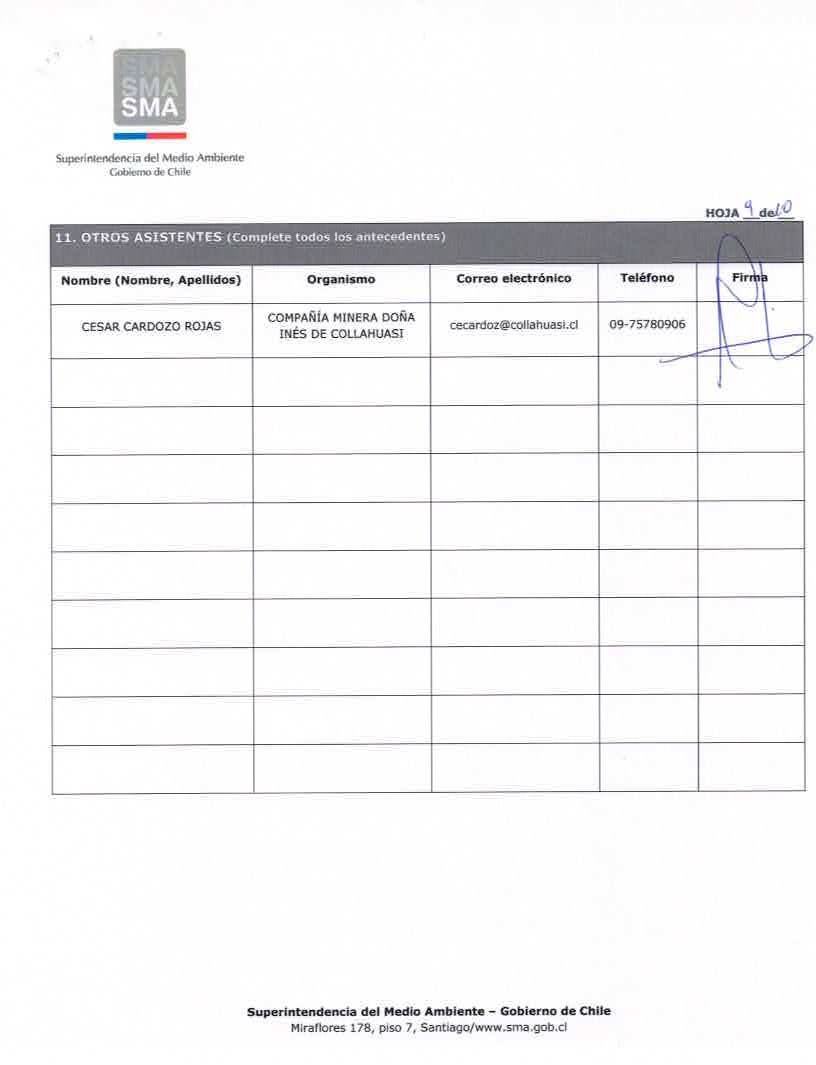 SMA
SMA
SMA
Superintendencia del Medio Ambiente
Gobierno de Chile
HOJA 9 de 10
11. OTROS ASISTENTES (Complete todos los antecedentes)
Nombre (Nombre, Apellidos) Organismo Correo electrónico Teléfono Firma
CESAR CARDOZO ROJAS COMPAÑÍA MINERA DOÑA INÉS DE COLLAHUASI cecardoz@collahuasi.cl 09-75780906
Superintendencia del Medio Ambiente – Gobierno de Chile
Miraflores 178, piso 7, Santiago/www.sma.gob.cl